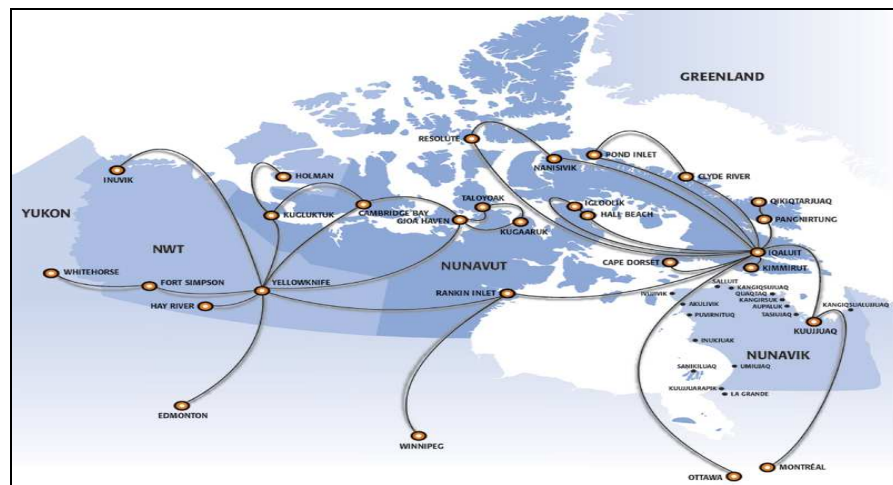 GREENLAND
RESOLUTE
NANISIVIK
POND INLET
CLYDE RIVER
INUVIK
HOLMAN
TALOYOAK
IGLOOLIK
HALL BEACH
QIKIQTARJUAQ
PANGNIRTUNG
YUKON
KUGLUKTUK
CAMBRIDGE BAY
GJOA HAVEN
KUGAARUK
NWT
NUNAVUT
CAPE DORSET
IQALUIT
KIMMIRUT
WHITEHORSE
FORT SIMPSON
YELLOWKNIFE
HAY RIVER
RANKIN INLET
SALLUIT
IVUJIVIK
KANGIQSUJUAQ
QUAQTAQ
KANGIRSUK
AKULIVIK
AUPALUK
KANGIQSUALUJJUAQ
PUVIRNITUQ
TASIUJAQ
KUUJJUAQ
INUKJUAK
NUNAVIK
SANIKILUAQ
UMIUJAQ
KUUJJUARAPIK
LA GRANDE
EDMONTON
WINNIPEG
OTTAWA
MONTRÉAL